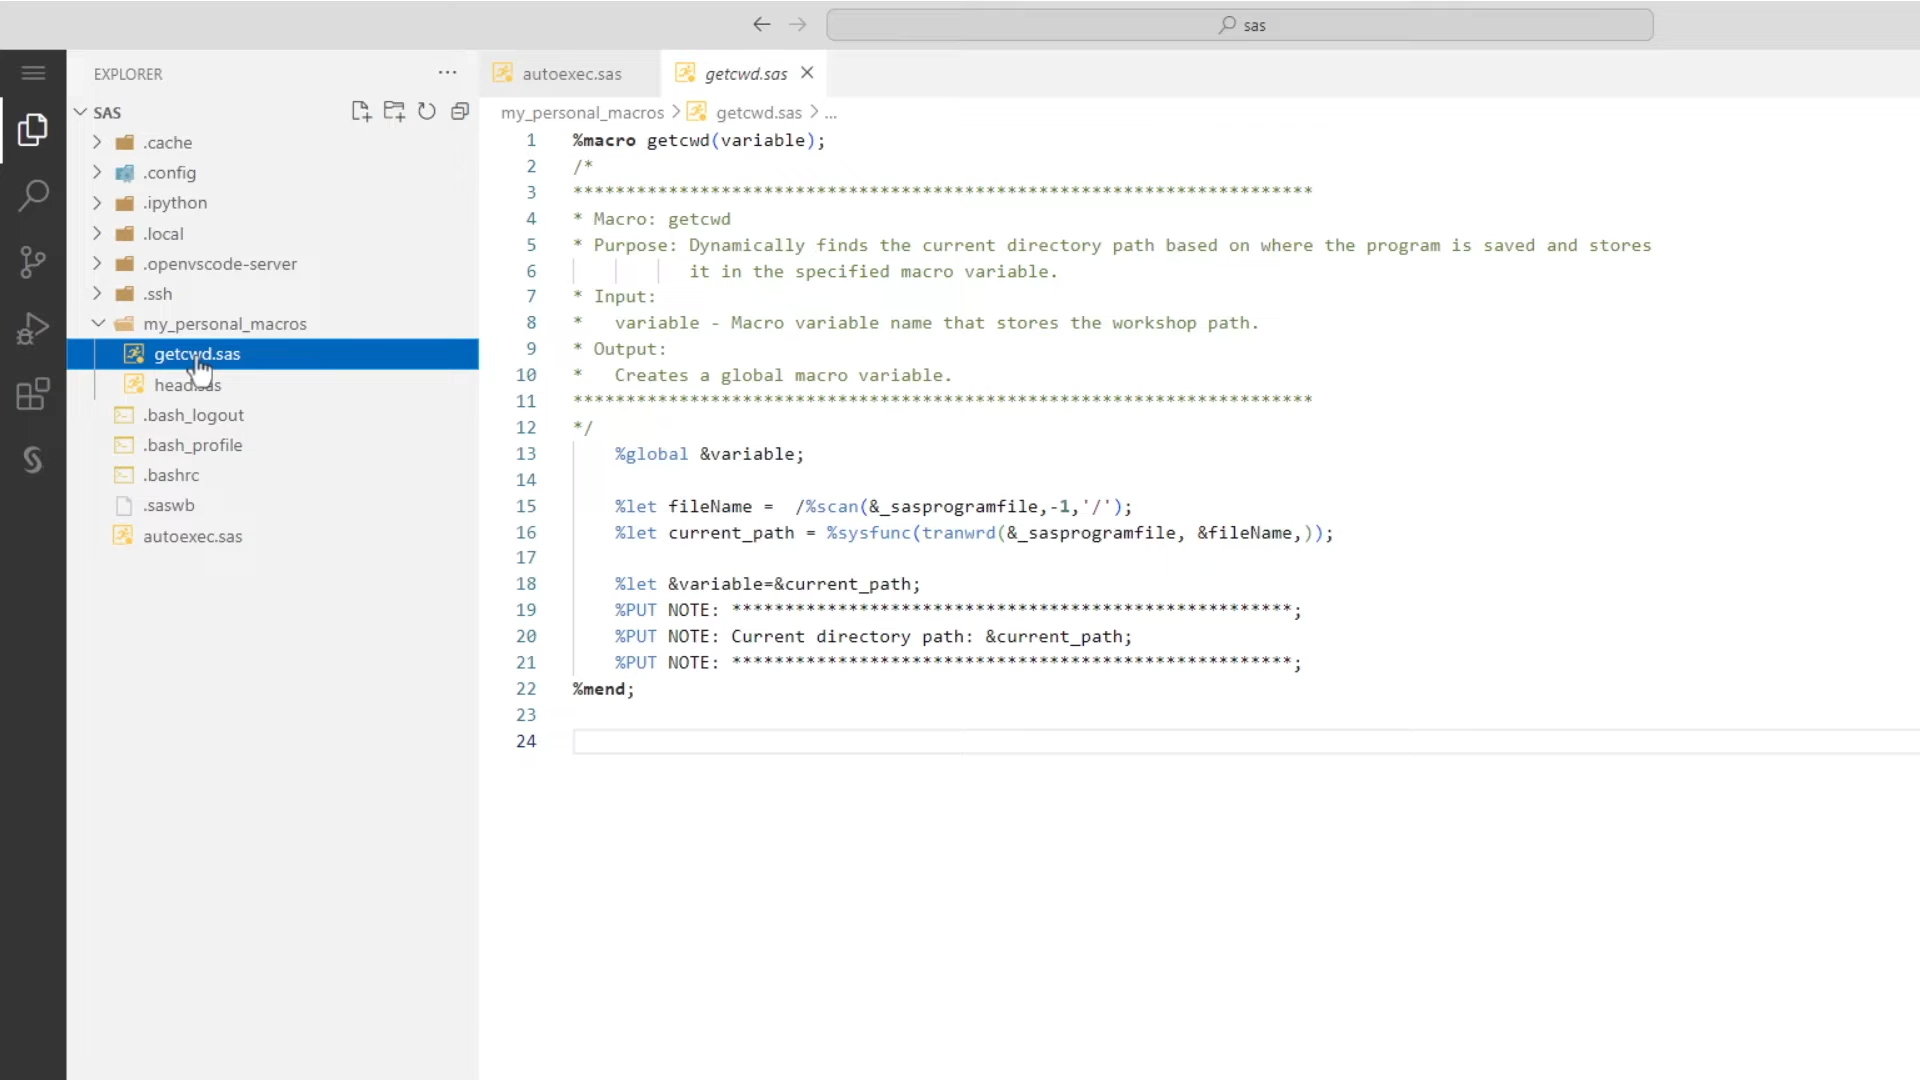 sas
EXPLORER
SAS
.cache
.config
.ipython
.local
.openvscode-server
.ssh
my_personal_macros
getcwd.sas
head.sas
.bash_logout
.bash_profile
.bashrc
.saswb
autoexec.sas
autoexec.sas
getcwd.sas
my_personal_macros > getcwd.sas > ...
1 %macro getcwd(variable);
2 /*
3 **********************************************************************
4 * Macro: getcwd
5 * Purpose: Dynamically finds the current directory path based on where the program is saved and stores
6 it in the specified macro variable.
7 * Input:
8 *   variable - Macro variable name that stores the workshop path.
9 * Output:
10 *   Creates a global macro variable.
11 **********************************************************************
12 */
13     %global &variable;
14
15     %let fileName =  /%scan(&_sasprogramfile,-1,'/');
16     %let current_path = %sysfunc(tranwrd(&_sasprogramfile, &fileName,));
17
18     %let &variable=&current_path;
19     %PUT NOTE: *****************************************************;
20     %PUT NOTE: Current directory path: &current_path;
21     %PUT NOTE: *****************************************************;
22 %mend;
23
24